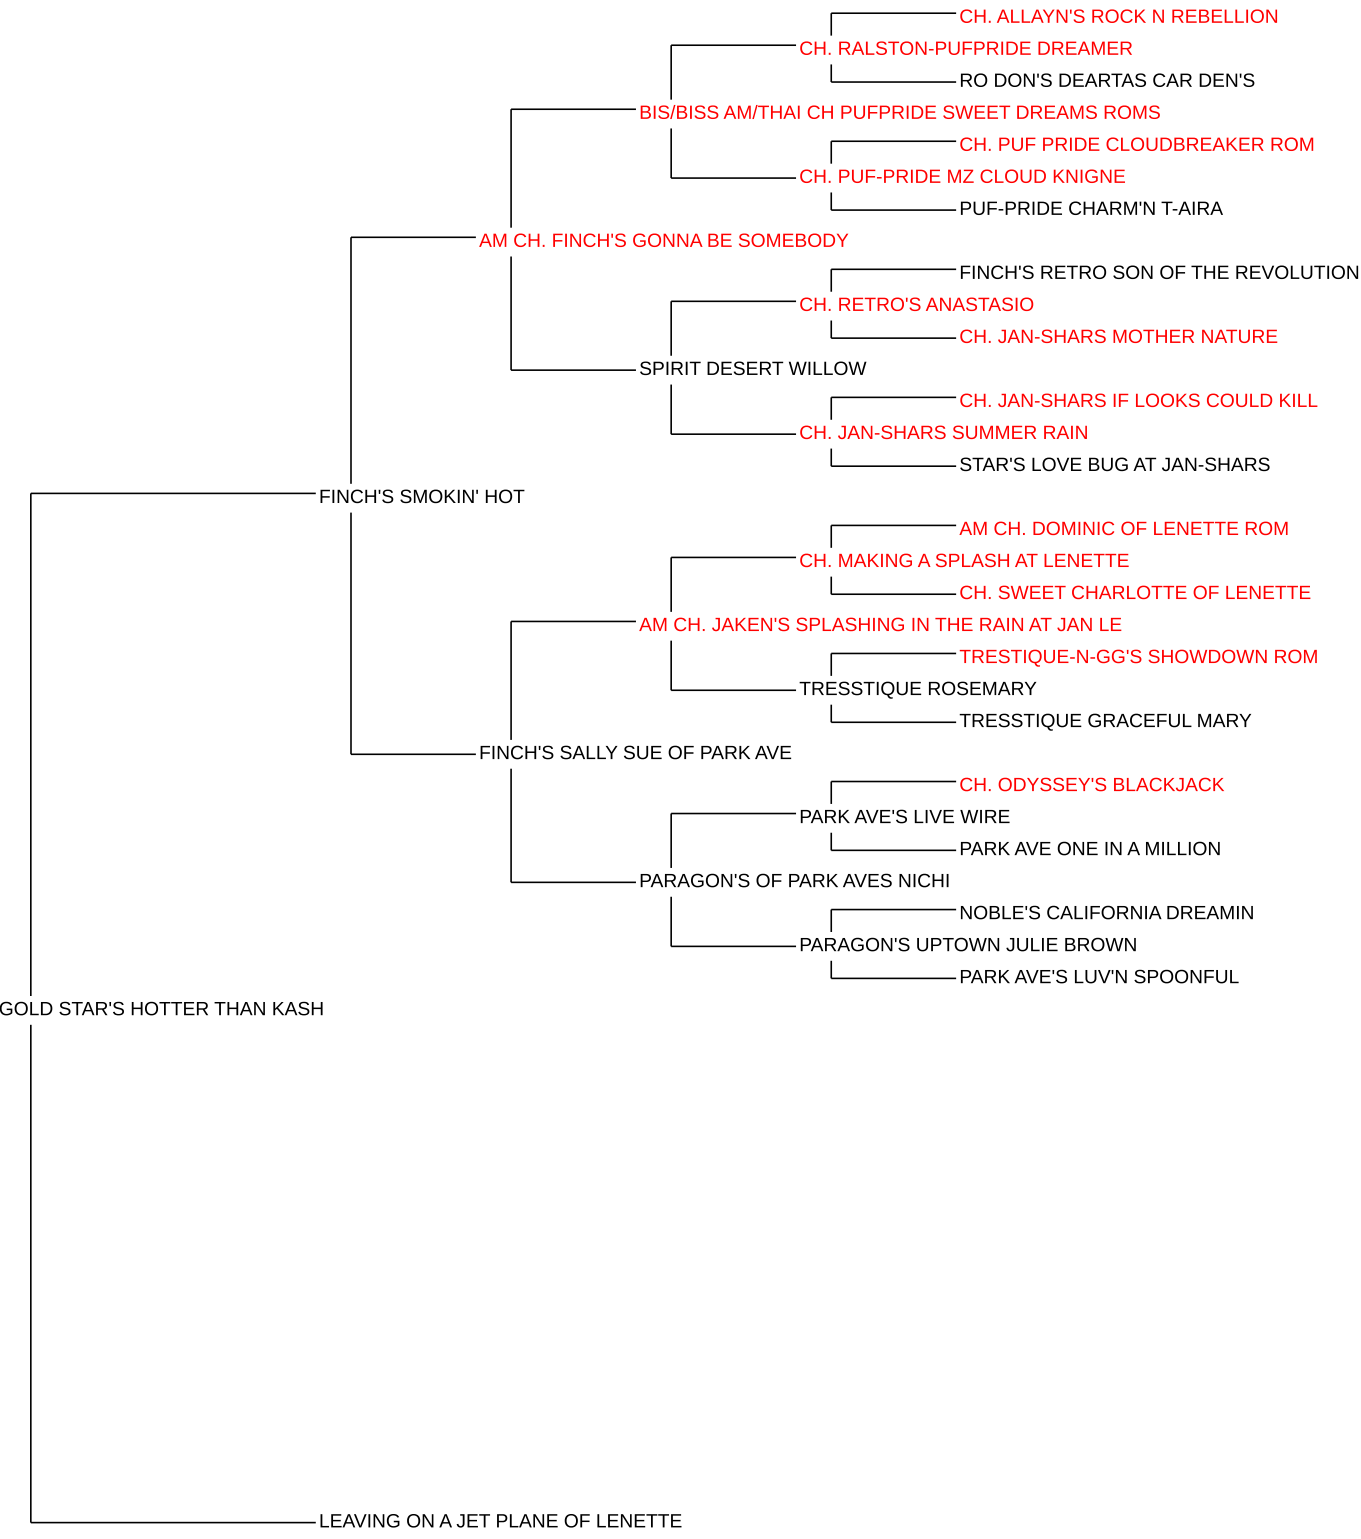 CH. ALLAYN'S ROCK N REBELLION
CH. RALSTON-PUFPRIDE DREAMER
RO DON'S DEARTAS CAR DEN'S
BIS/BISS AM/THAI CH PUFPRIDE SWEET DREAMS ROMS
CH. PUF PRIDE CLOUDBREAKER ROM
CH. PUF-PRIDE MZ CLOUD KNIGNE
PUF-PRIDE CHARM'N T-AIRA
AM CH. FINCH'S GONNA BE SOMEBODY
FINCH'S RETRO SON OF THE REVOLUTION
CH. RETRO'S ANASTASIO
CH. JAN-SHARS MOTHER NATURE
SPIRIT DESERT WILLOW
CH. JAN-SHARS IF LOOKS COULD KILL
CH. JAN-SHARS SUMMER RAIN
STAR'S LOVE BUG AT JAN-SHARS
FINCH'S SMOKIN' HOT
AM CH. DOMINIC OF LENETTE ROM
CH. MAKING A SPLASH AT LENETTE
CH. SWEET CHARLOTTE OF LENETTE
AM CH. JAKEN'S SPLASHING IN THE RAIN AT JAN LE
TRESTIQUE-N-GG'S SHOWDOWN ROM
TRESSTIQUE ROSEMARY
TRESSTIQUE GRACEFUL MARY
FINCH'S SALLY SUE OF PARK AVE
CH. ODYSSEY'S BLACKJACK
PARK AVE'S LIVE WIRE
PARK AVE ONE IN A MILLION
PARAGON'S OF PARK AVES NICHI
NOBLE'S CALIFORNIA DREAMIN
PARAGON'S UPTOWN JULIE BROWN
PARK AVE'S LUV'N SPOONFUL
GOLD STAR'S HOTTER THAN KASH
LEAVING ON A JET PLANE OF LENETTE